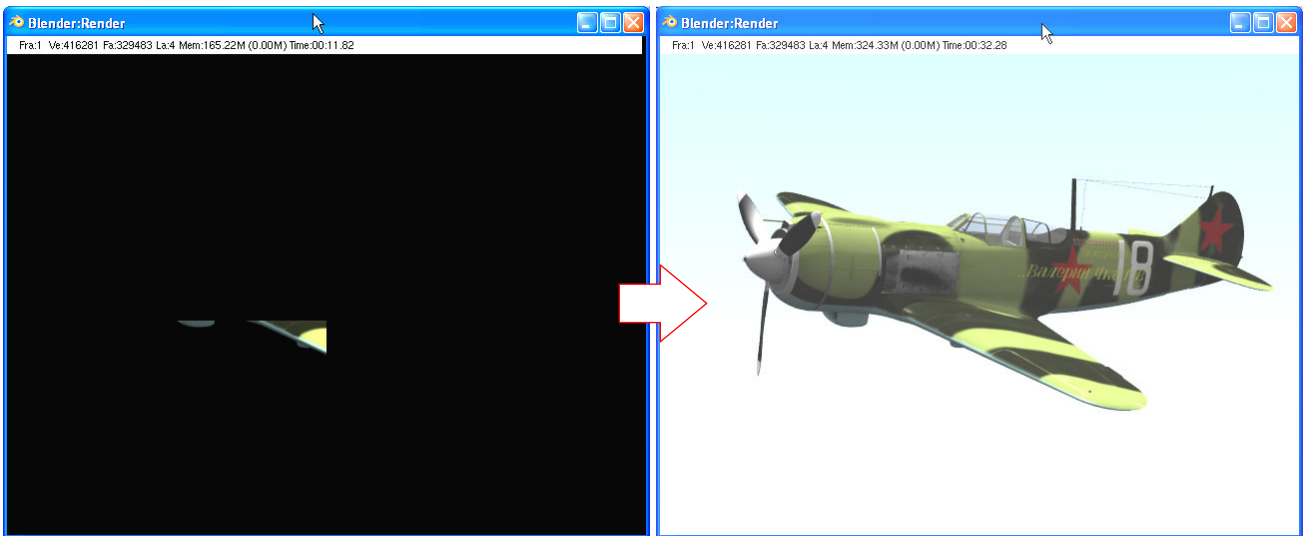 Blender:Render
Fra:1 Ve:416281 Fa:329483 La:4 Mem:165.22M (0.00M) Time:00:11.82
Blender:Render
Fra:1 Ve:416281 Fa:329483 La:4 Mem:324.33M (0.00M) Time:00:32.28
18
Валерий